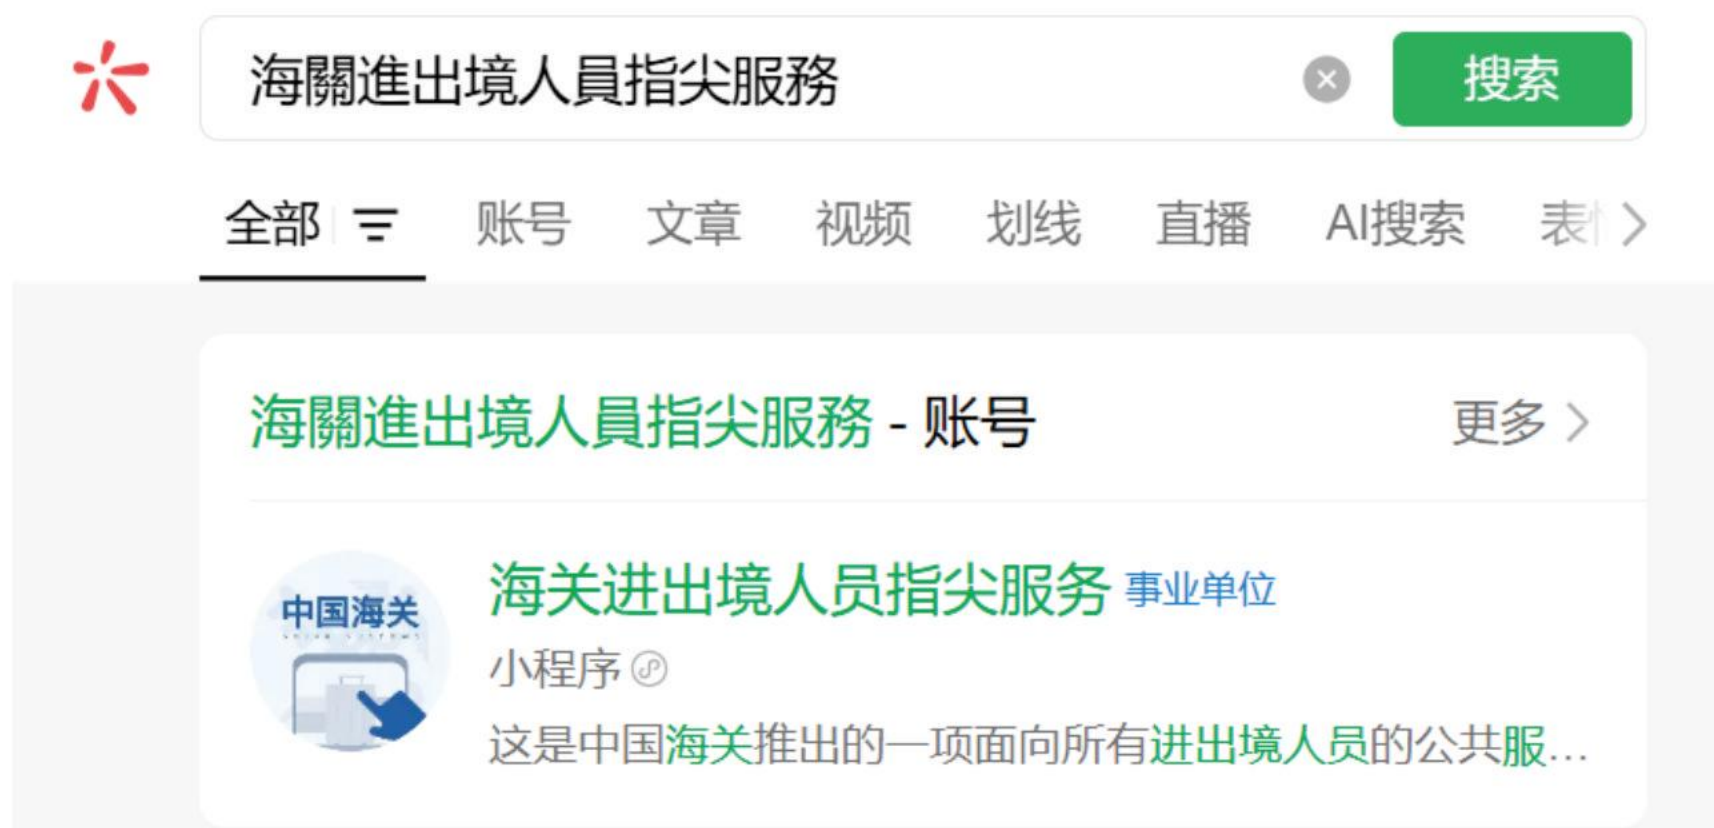 海關進出境人員指尖服務 搜索
全部 账号 文章 视频 划线 直播 AI搜索 表
海關進出境人員指尖服務 - 账号 更多
中国海关
海关进出境人员指尖服务 事业单位
小程序
这是中国海关推出的一项面向所有进出境人员的公共服...